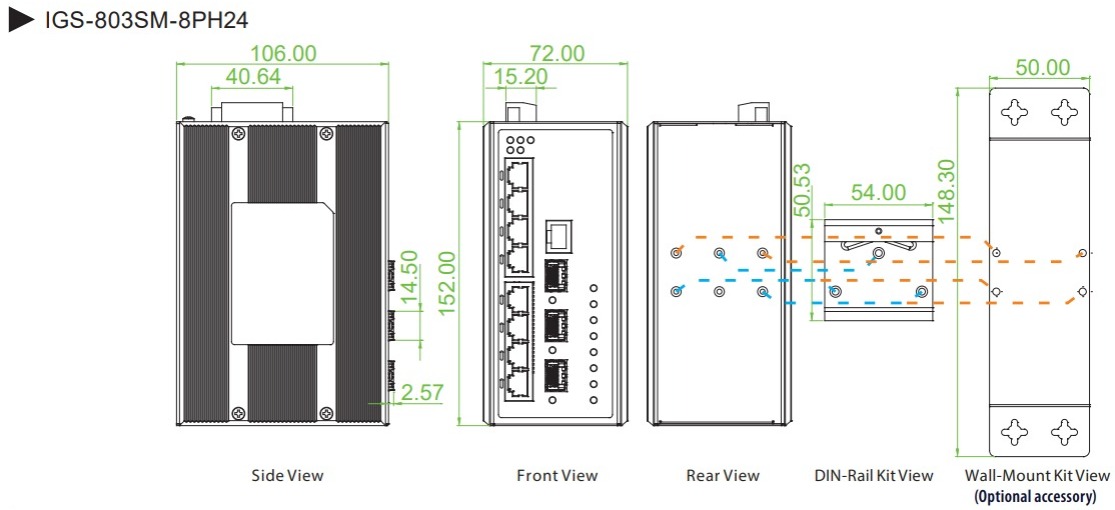 IGS-803SM-8PH24
106.00
40.64
72.00
15.20
50.00
152.00
14.50
2.57
50.53
54.00
148.30
Side View
Front View
Rear View
DIN-Rail Kit View
Wall-Mount Kit View
(Optional accessory)